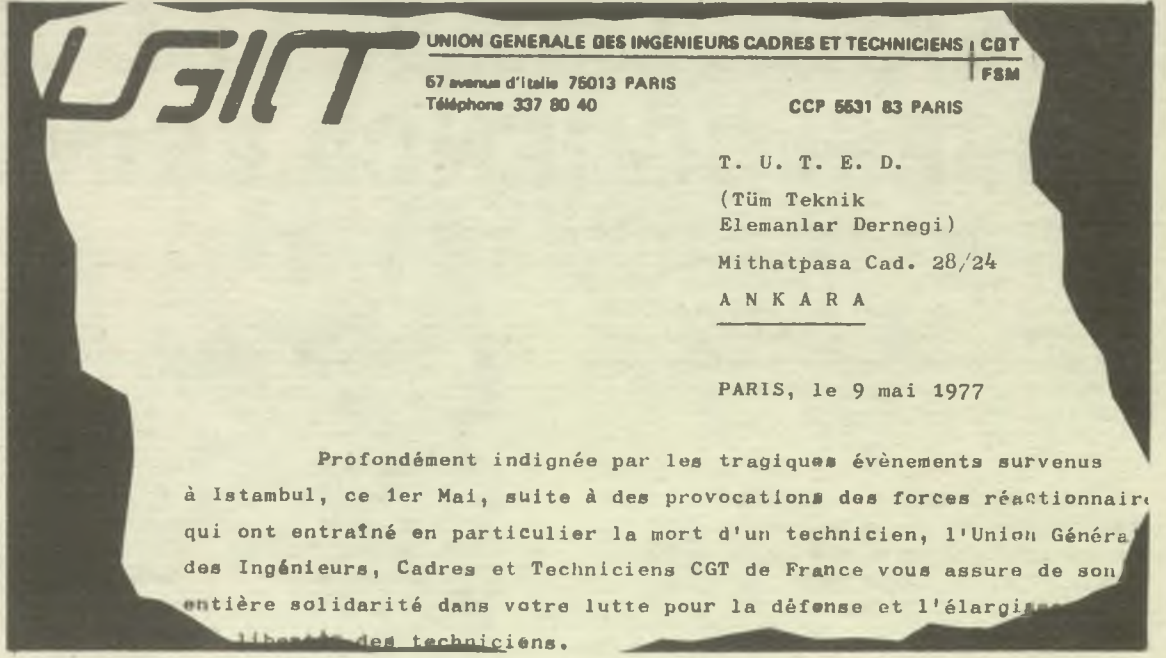 UGICT
UNION GENERALE DES INGENIEURS CADRES ET TECHNICIENS CGT
FSM
67 avenue d'Italie 75013 PARIS
Téléphone 337 80 40
CCP 5531 83 PARIS
T. U. T. E. D.
(Tüm Teknik
Elemanlar Dernegi)
Mithatpasa Cad. 28/24
A N K A R A
PARIS, le 9 mai 1977
Profondément indignée par les tragiques évènements survenus
à Istambul, ce 1er Mai, suite à des provocations des forces réactionnaire
qui ont entraîné en particulier la mort d'un technicien, l'Union Généra
des Ingénieurs, Cadres et Techniciens CGT de France vous assure de son
entière solidarité dans votre lutte pour la défense et
des techniciens.